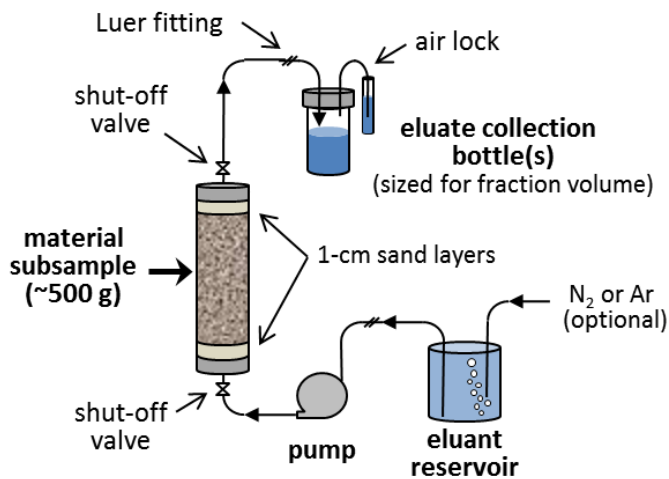 Luer fitting
air lock
shut-off
valve
eluate collection
bottle(s)
(sized for fraction volume)
material
subsample
(~500 g)
1-cm sand layers
N₂ or Ar
(optional)
shut-off
valve
pump
eluant
reservoir